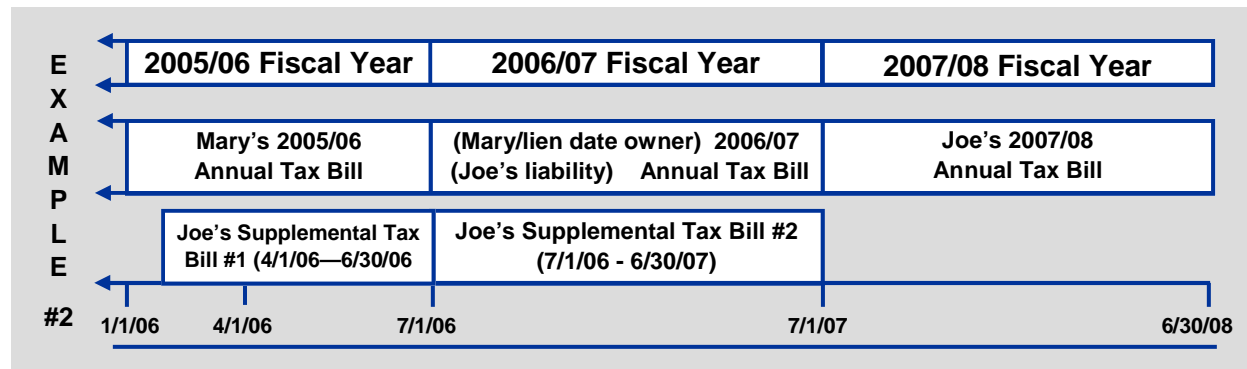 EXAMPLE
#2
2005/06 Fiscal Year
2006/07 Fiscal Year
2007/08 Fiscal Year
Mary’s 2005/06
Annual Tax Bill
(Mary/lien date owner) 2006/07
(Joe’s liability) Annual Tax Bill
Joe’s 2007/08
Annual Tax Bill
Joe’s Supplemental Tax
Bill #1 (4/1/06—6/30/06
Joe’s Supplemental Tax Bill #2
(7/1/06 - 6/30/07)
1/1/06
4/1/06
7/1/06
7/1/07
6/30/08